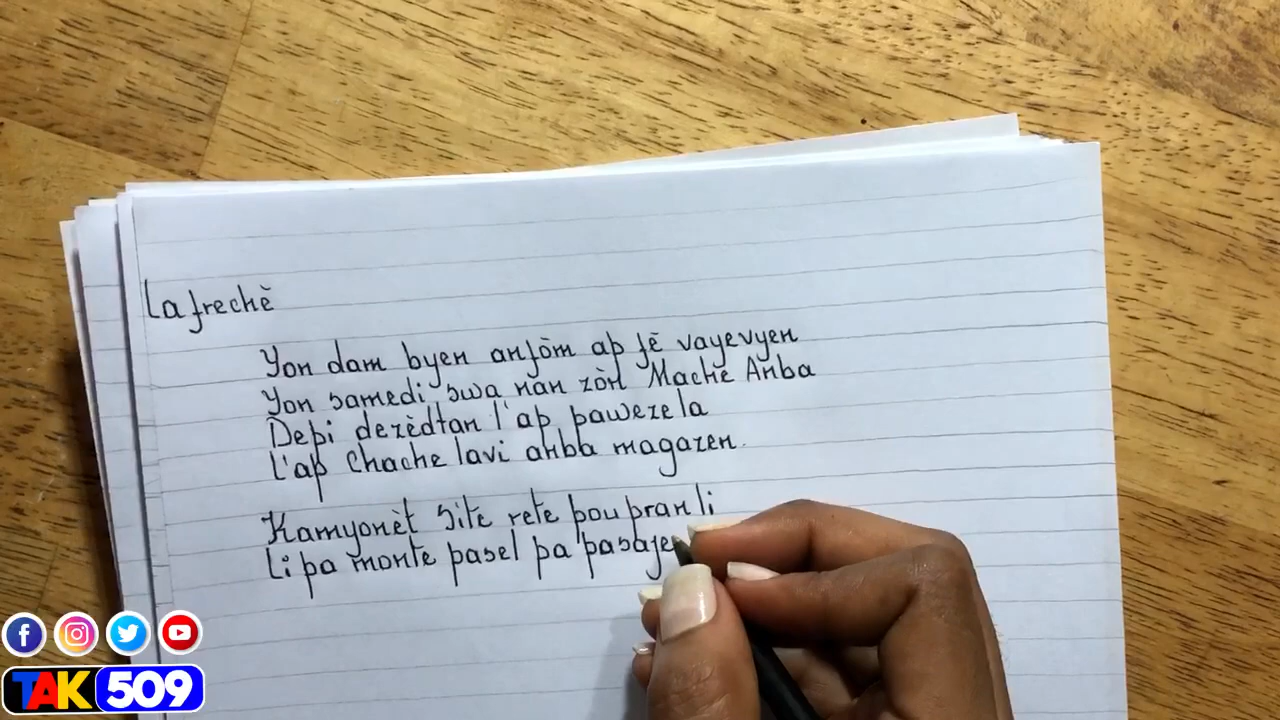 La frechè
Yon dam byen anfòm ap fè vayevyen
Yon samedi swa nan zòn Mache Anba
Depi dezèdtan l'ap paweze la
L'ap Chache lavi anba magazen.
Kamyonèt Site rete pou pran li
Li pa monte pasel pa pasaje
TAK 509